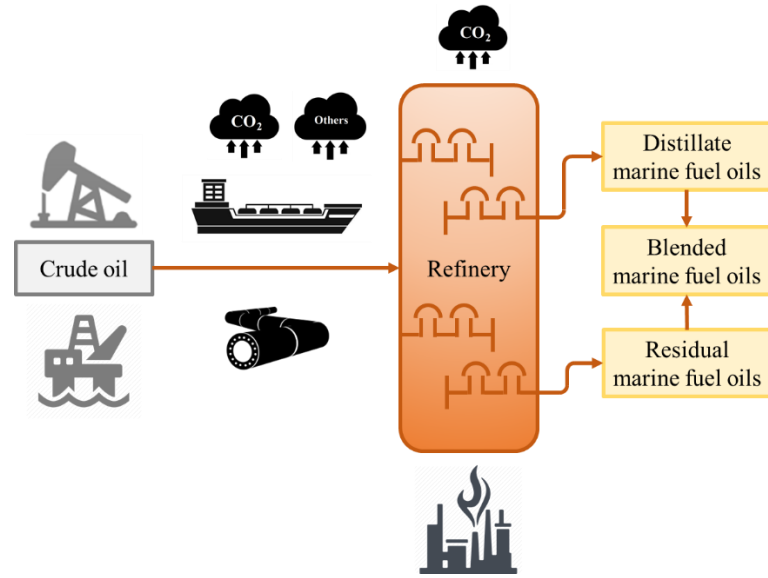 CO₂
CO₂
Others
Crude oil
Refinery
Distillate
marine fuel oils
Blended
marine fuel oils
Residual
marine fuel oils